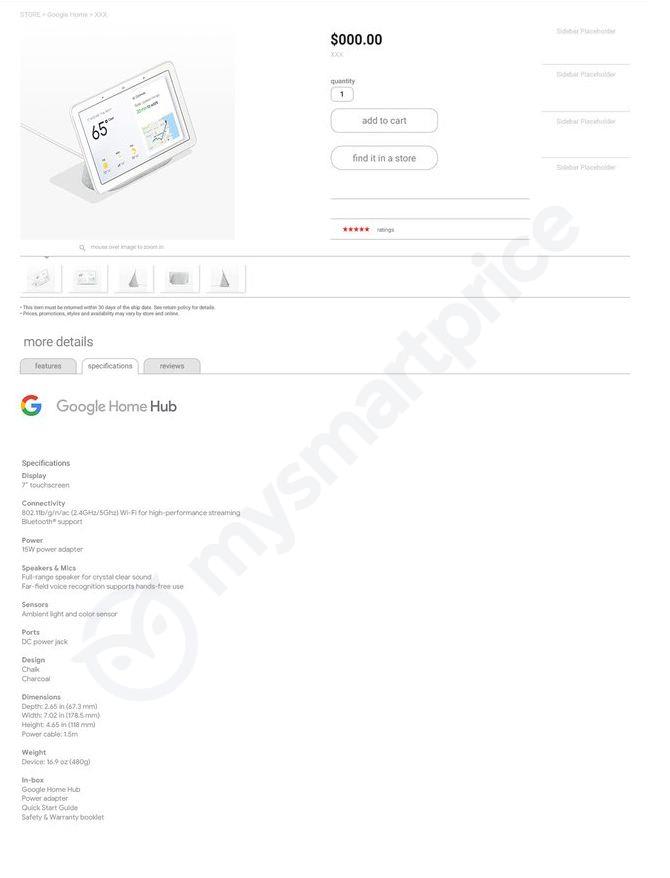 STORE > Google Home > XXX
$000.00
XXX
quantity
1
add to cart
find it in a store
ratings
Sidebar Placeholder
Sidebar Placeholder
Sidebar Placeholder
Sidebar Placeholder
65°
mouse over image to zoom in
• This item must be returned within 30 days of the ship date. See return policy for details.
• Prices, promotions, styles and availability may vary by store and online.
more details
features
specifications
reviews
G Google Home Hub
Specifications
Display
7" touchscreen
Connectivity
802.11b/g/n/ac (2.4GHz/5Ghz) Wi-Fi for high-performance streaming
Bluetooth® support
Power
15W power adapter
Speakers & Mics
Full-range speaker for crystal clear sound
Far-field voice recognition supports hands-free use
Sensors
Ambient light and color sensor
Ports
DC power jack
Design
Chalk
Charcoal
Dimensions
Depth: 2.65 in (67.3 mm)
Width: 7.02 in (178.5 mm)
Height: 4.65 in (118 mm)
Power cable: 1.5m
Weight
Device: 16.9 oz (480g)
In-box
Google Home Hub
Power adapter
Quick Start Guide
Safety & Warranty booklet
mysmartprice